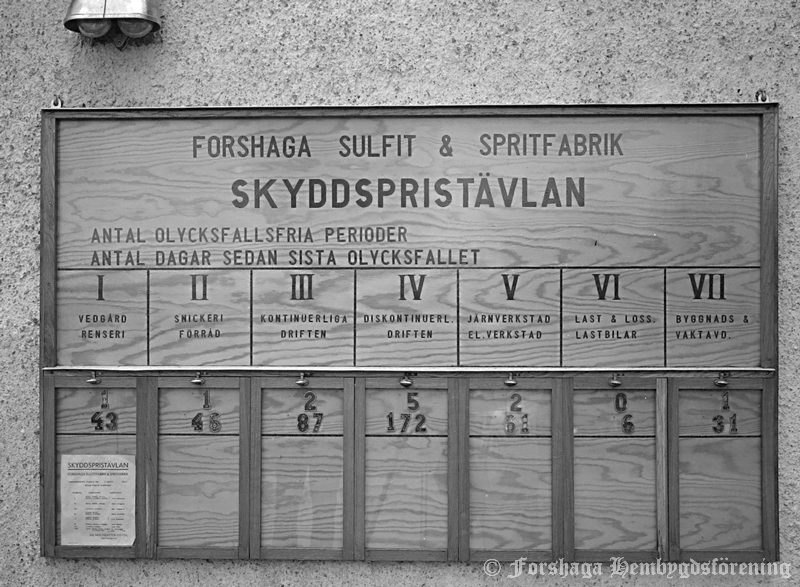 FORSHAGA SULFIT & SPRITFABRIK
SKYDDSPRISTÄVLAN
ANTAL OLYCKSFALLSFRIA PERIODER
ANTAL DAGAR SEDAN SISTA OLYCKSFALLET
I II III IV V VI VII
VEDGÅRD SNICKERI KONTINUERLIGA DISKONTINUERL. JÄRNVERKSTAD LAST & LOSS. BYGGNADS &
RENSERI FÖRRÅD DRIFTEN DRIFTEN EL.VERKSTAD LASTBILAR VAKTAVD.
1 1 2 5 2 0 1
43 46 87 172 61 6 31
SKYDDSPRISTÄVLAN
© Forshaga Hembygdsförening